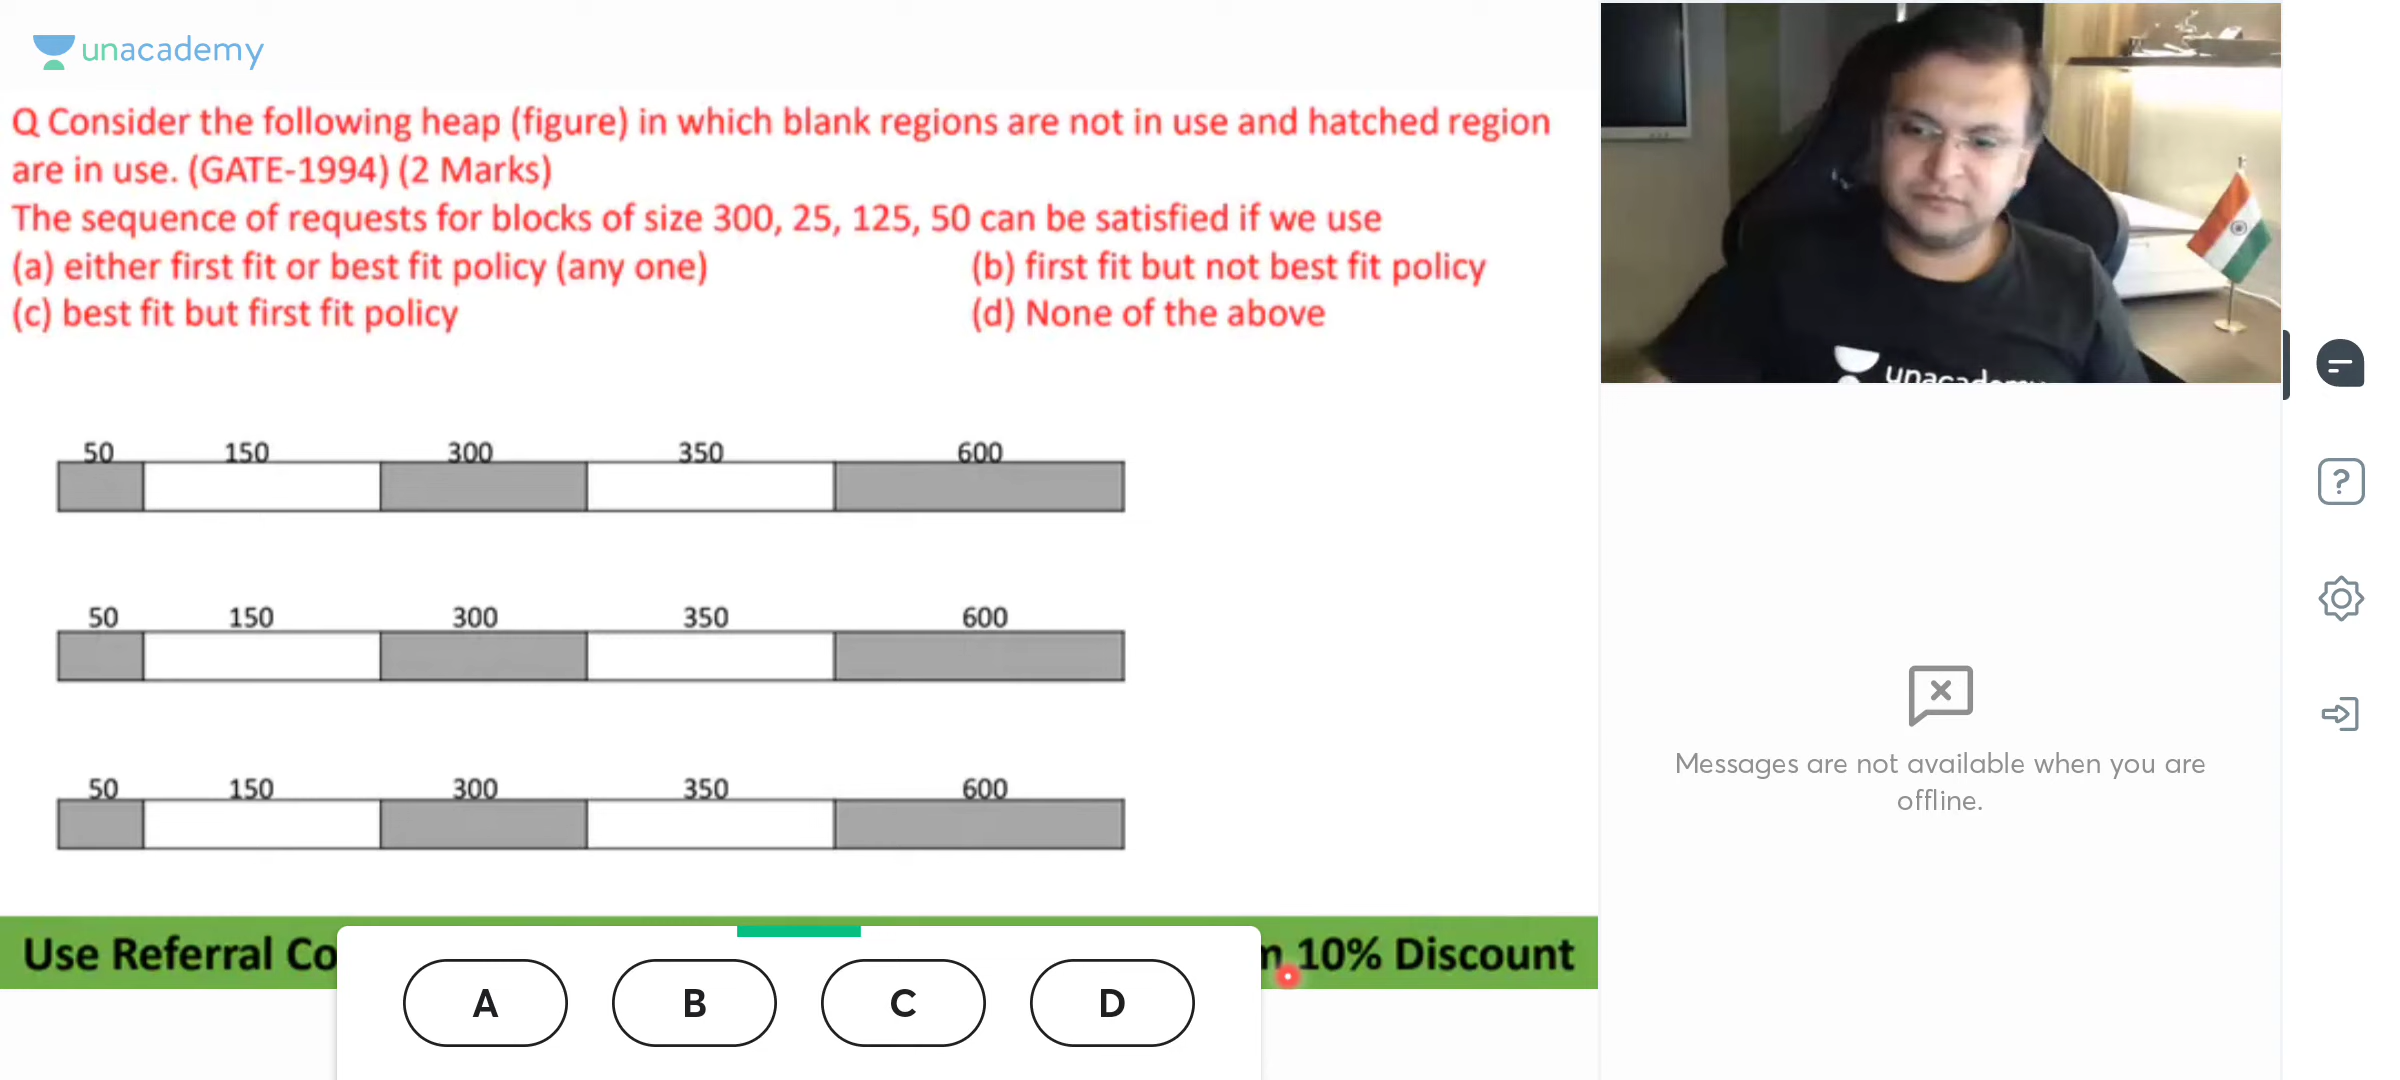 unacademy
Q Consider the following heap (figure) in which blank regions are not in use and hatched region
are in use. (GATE-1994) (2 Marks)
The sequence of requests for blocks of size 300, 25, 125, 50 can be satisfied if we use
(a) either first fit or best fit policy (any one) (b) first fit but not best fit policy
(c) best fit but first fit policy (d) None of the above
50 150 300 350 600
50 150 300 350 600
50 150 300 350 600
Use Referral Co 10% Discount
A B C D
unacademy
?
Messages are not available when you are
offline.